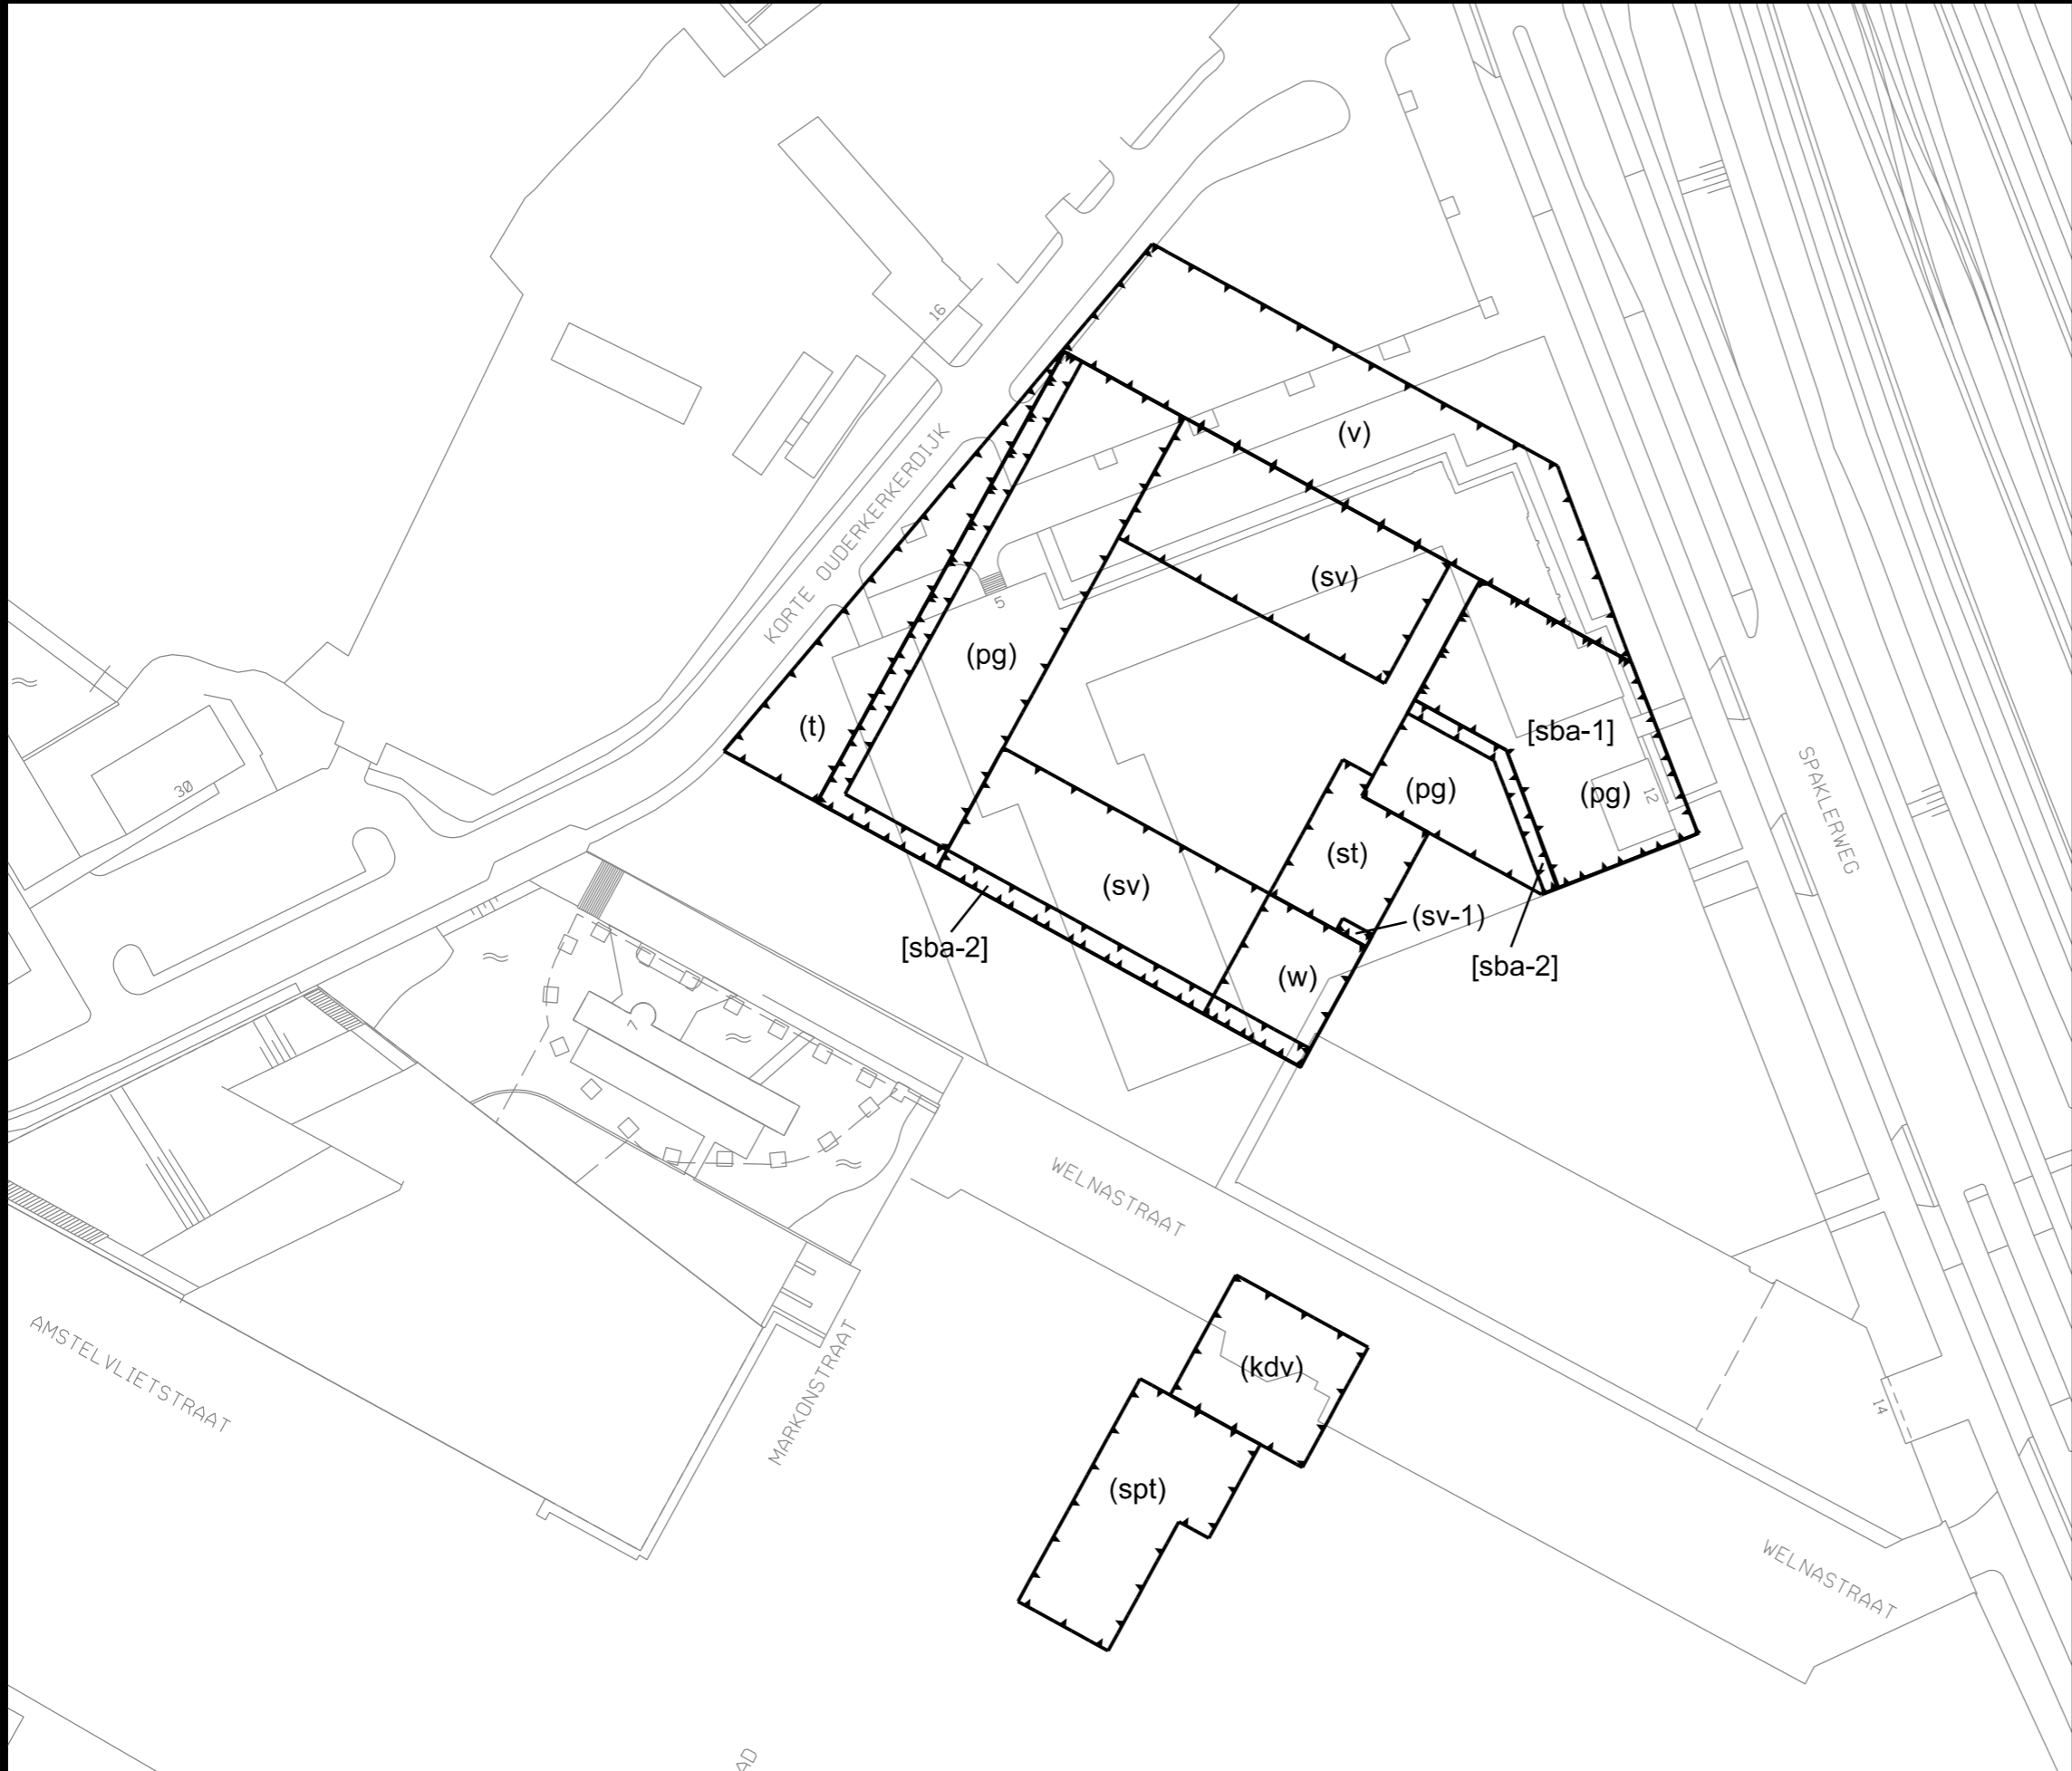 16
(v)
KORTE OUDERKERKERDIJK
(sv)
5
(pg)
(t)
[sba-1]
30
(pg)
(pg)
12
SPAKLERWEG
(st)
(sv)
(sv-1)
[sba-2]
[sba-2]
(w)
7
WELNASTRAAT
AMSTELVLIETSTRAAT
MARKONSTRAAT
(kdv)
14
(spt)
WELNASTRAAT
AD